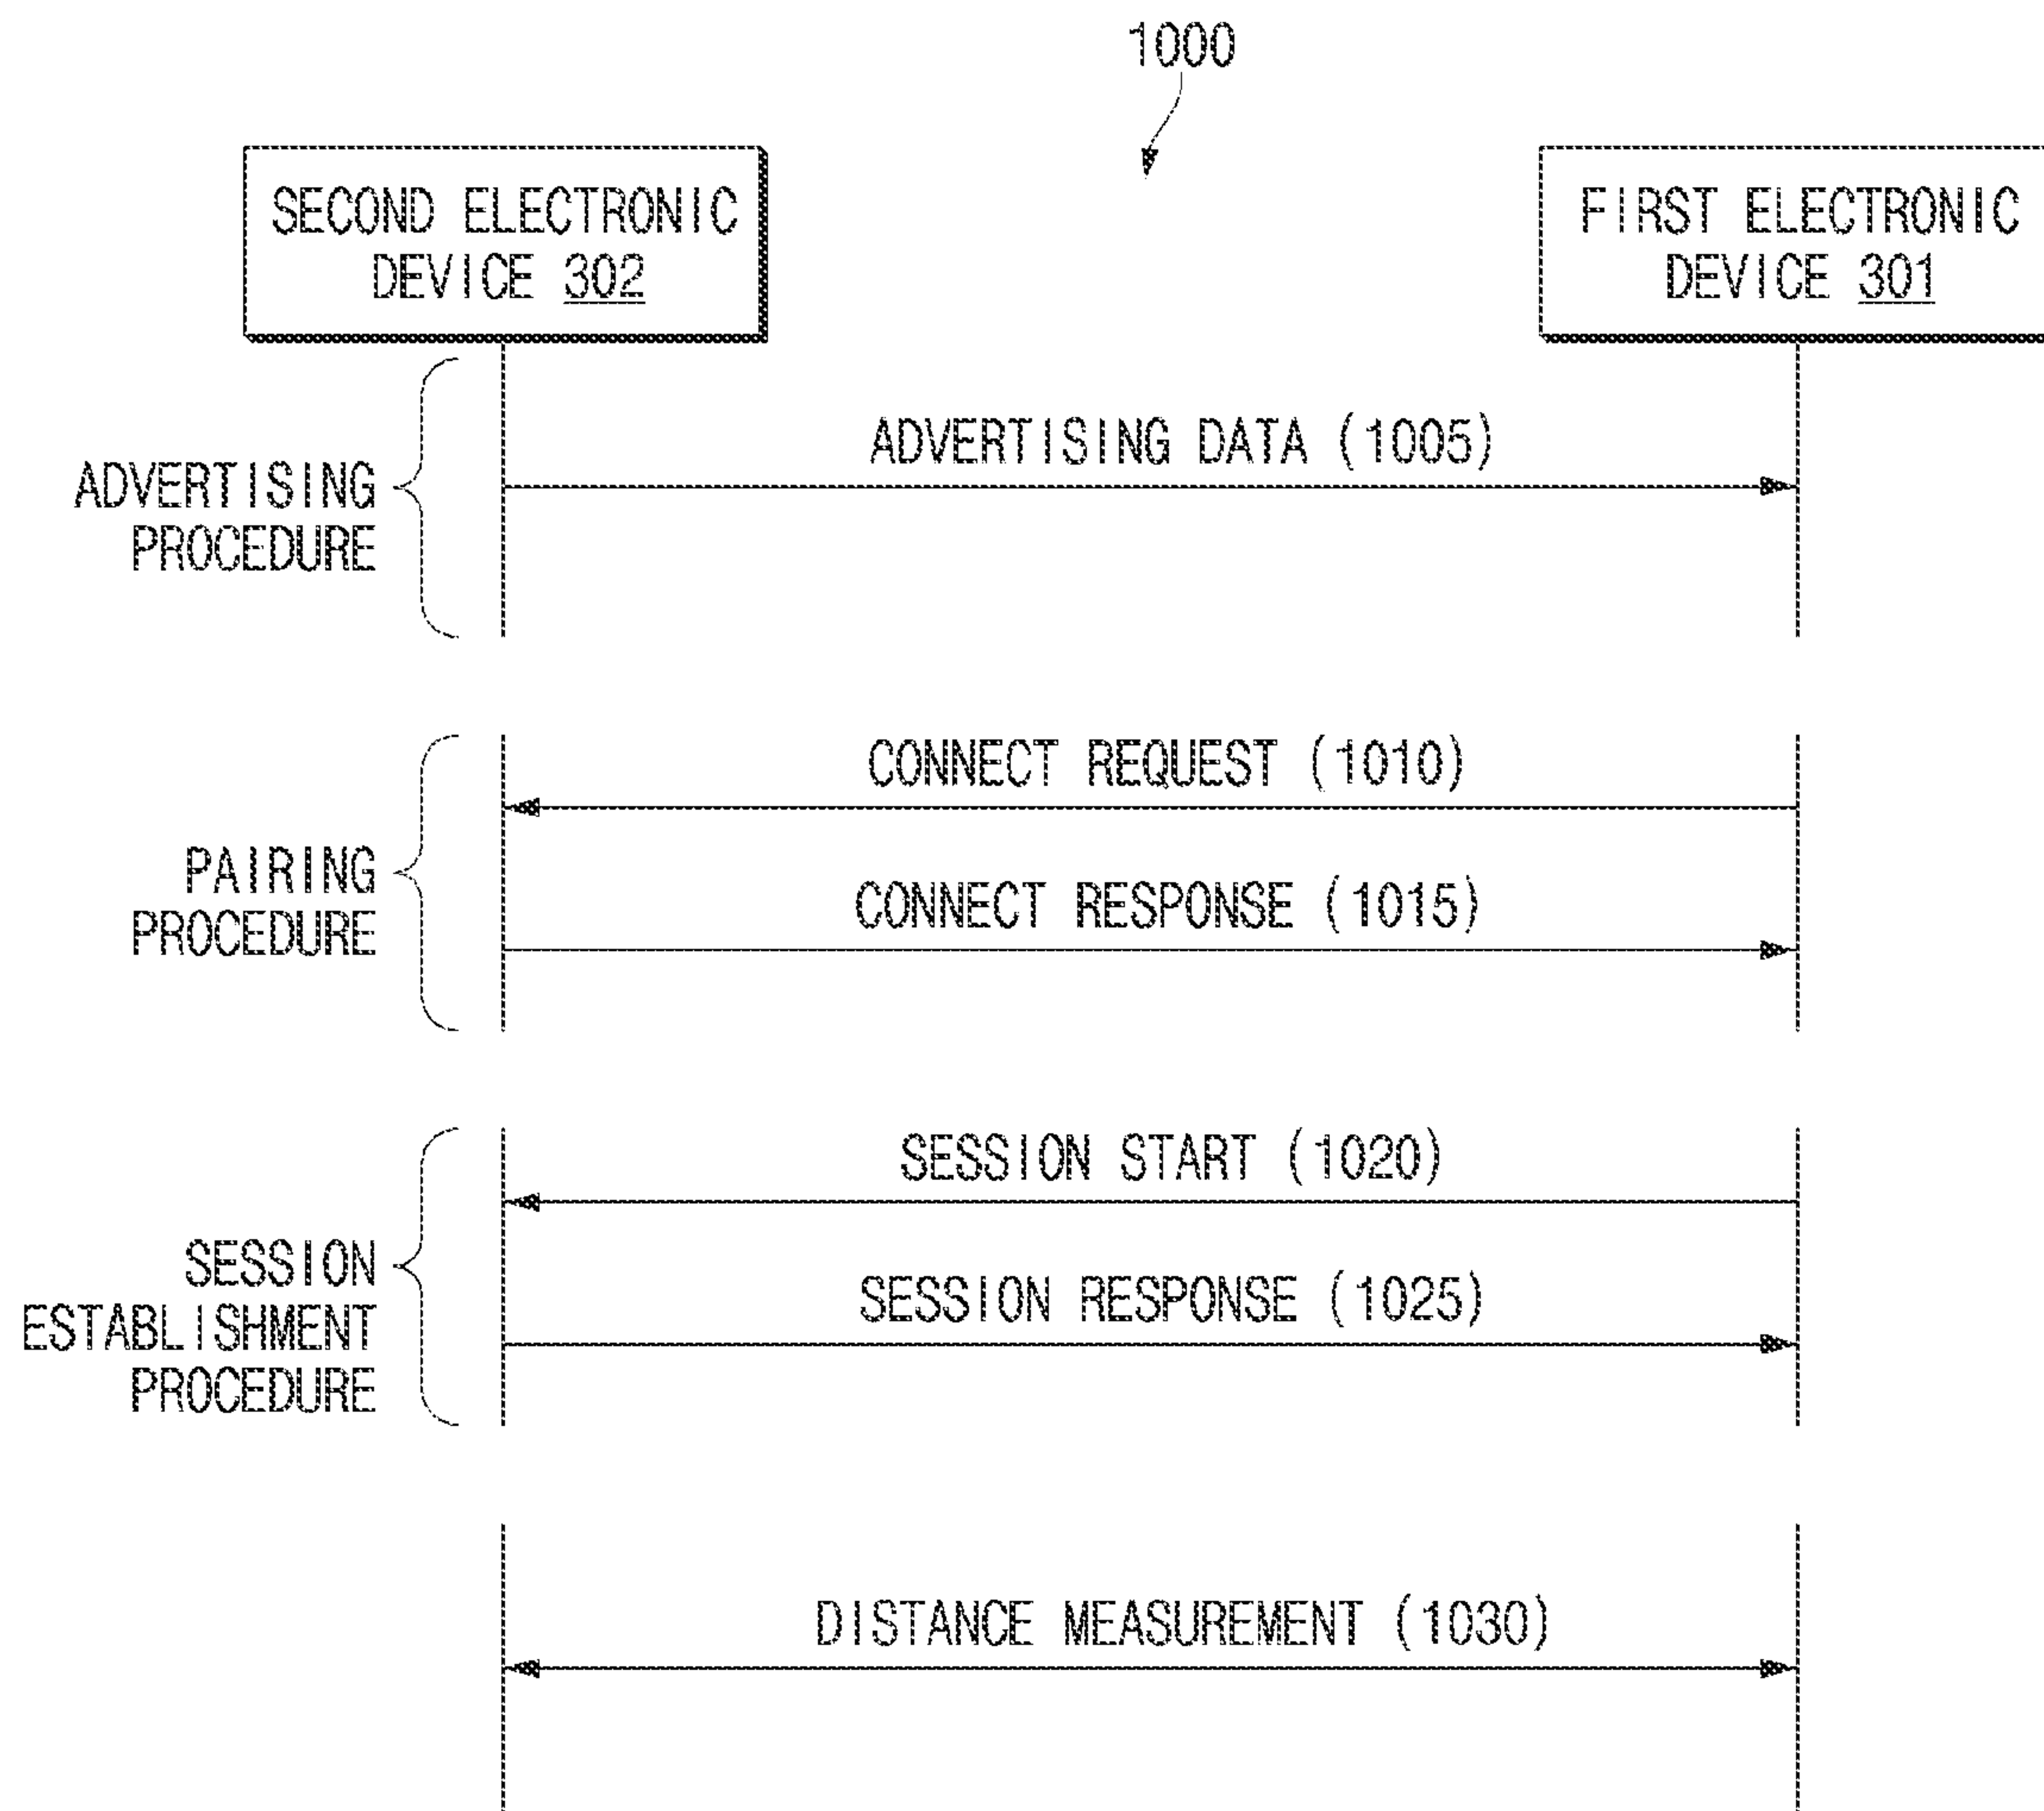 1000
SECOND ELECTRONIC
DEVICE 302
FIRST ELECTRONIC
DEVICE 301
ADVERTISING DATA (1005)
ADVERTISING
PROCEDURE
CONNECT REQUEST (1010)
PAIRING
PROCEDURE
CONNECT RESPONSE (1015)
SESSION START (1020)
SESSION
ESTABLISHMENT
PROCEDURE
SESSION RESPONSE (1025)
DISTANCE MEASUREMENT (1030)